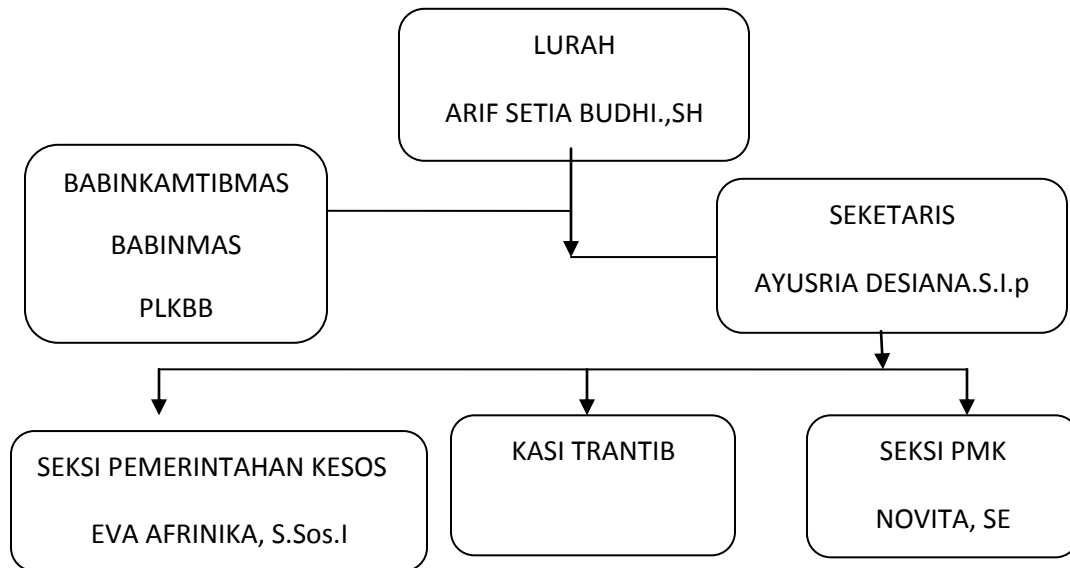 LURAH
ARIF SETIA BUDHI.,SH
BABINKAMTIBMAS
BABINMAS
PLKBB
SEKETARIS
AYUSRIA DESIANA.S.I.p
SEKSI PEMERINTAHAN KESOS
EVA AFRINIKA, S.Sos.I
KASI TRANTIB
SEKSI PMK
NOVITA, SE